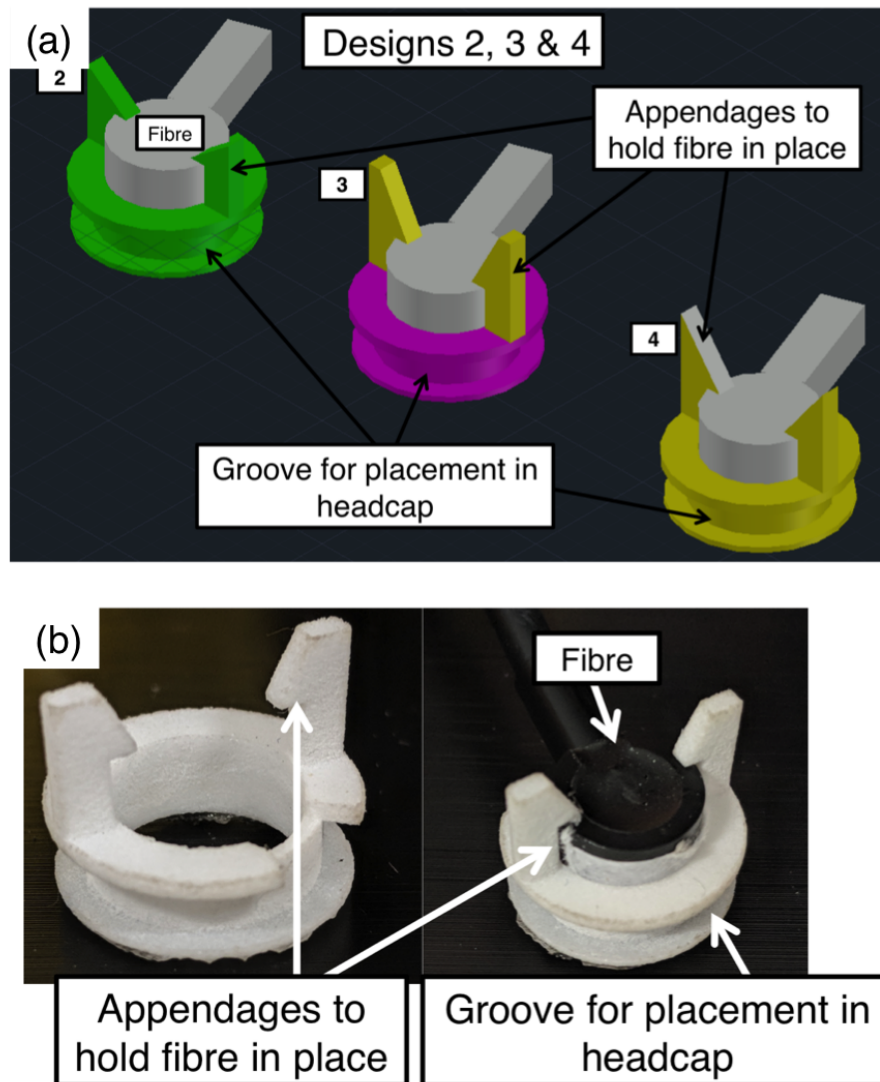 (a)
Designs 2, 3 & 4
2
Fibre
Appendages to
hold fibre in place
3
4
Groove for placement in
headcap
(b)
Fibre
Appendages to
hold fibre in place
Groove for placement in
headcap